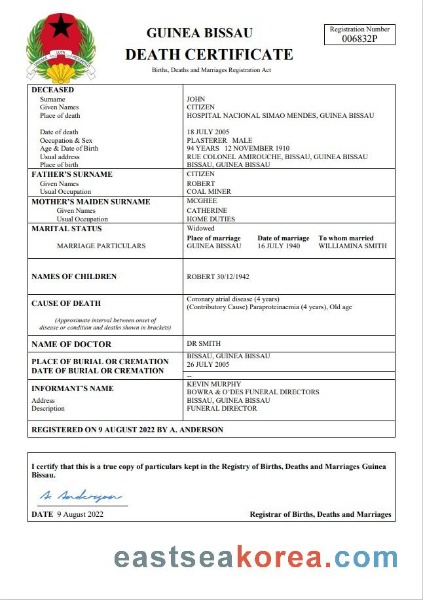 GUINEA BISSAU
DEATH CERTIFICATE
Births, Deaths and Marriages Registration Act
Registration Number
006832P
DECEASED
Surname JOHN
Given Names CITIZEN
Place of death HOSPITAL NACIONAL SIMAO MENDES, GUINEA BISSAU
Date of death 18 JULY 2005
Occupation & Sex PLASTERER MALE
Age & Date of Birth 94 YEARS 12 NOVEMBER 1910
Usual address RUE COLONEL AMIROUCHE, BISSAU, GUINEA BISSAU
Place of birth BISSAU, GUINEA BISSAU
FATHER'S SURNAME CITIZEN
Given Names ROBERT
Usual Occupation COAL MINER
MOTHER'S MAIDEN SURNAME MCGHEE
Given Names CATHERINE
Usual Occupation HOME DUTIES
MARITAL STATUS Widowed
Place of marriage Date of marriage To whom married
MARRIAGE PARTICULARS GUINEA BISSAU 16 JULY 1940 WILLIAMINA SMITH
NAMES OF CHILDREN ROBERT 30/12/1942
Coronary atrial disease (4 years)
CAUSE OF DEATH (Contributory Cause) Paraproteinaemia (4 years), Old age
(Approximate interval between onset of
disease or condition and deaths shown in brackets)
NAME OF DOCTOR DR SMITH
PLACE OF BURIAL OR CREMATION BISSAU, GUINEA BISSAU
DATE OF BURIAL OR CREMATION 26 JULY 2005
--
INFORMANT'S NAME KEVIN MURPHY
BOWRA & O'DES FUNERAL DIRECTORS
Address BISSAU, GUINEA BISSAU
Description FUNERAL DIRECTOR
REGISTERED ON 9 AUGUST 2022 BY A. ANDERSON
I certify that this is a true copy of particulars kept in the Registry of Births, Deaths and Marriages Guinea
Bissau.
A. Anderson
DATE 9 August 2022 Registrar of Births, Deaths and Marriages
eastseakorea.com